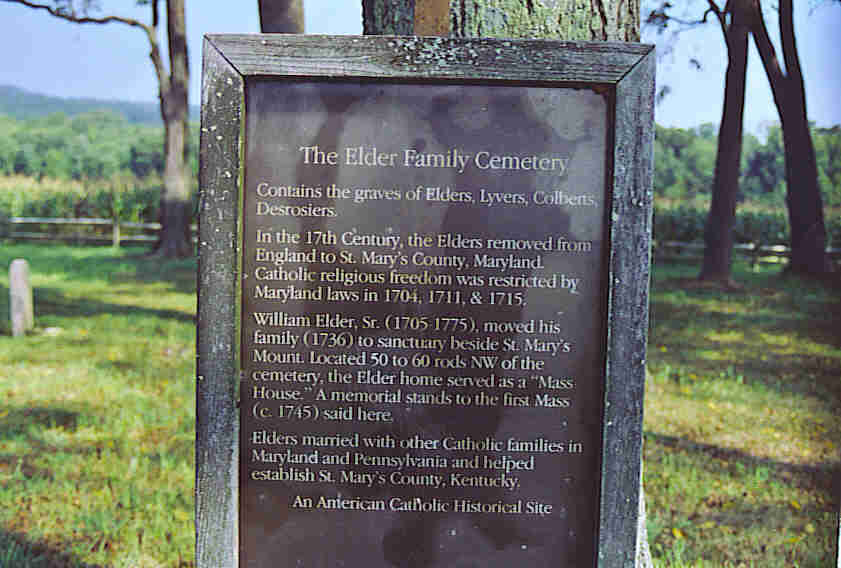 The Elder Family Cemetery
Contains the graves of Elders, Lyvers, Colberts,
Desrosiers.
In the 17th Century, the Elders removed from
England to St. Mary's County, Maryland.
Catholic religious freedom was restricted by
Maryland laws in 1704, 1711, & 1715.
William Elder, Sr. (1705-1775), moved his
family (1736) to sanctuary beside St. Mary's
Mount. Located 50 to 60 rods NW of the
cemetery, the Elder home served as a "Mass
House." A memorial stands to the first Mass
(c. 1745) said here.
Elders married with other Catholic families in
Maryland and Pennsylvania and helped
establish St. Mary's County, Kentucky.
An American Catholic Historical Site